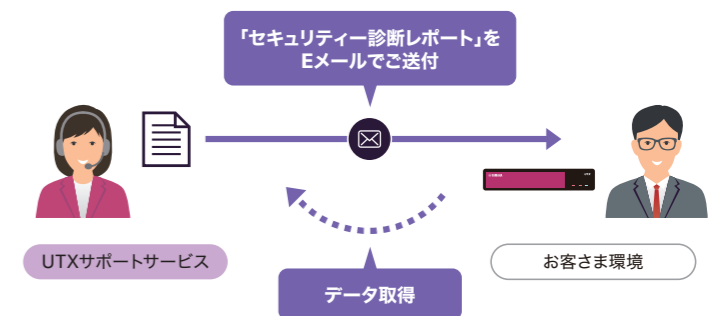 「セキュリティー診断レポート」を
Eメールでご送付
UTXサポートサービス
お客さま環境
データ取得